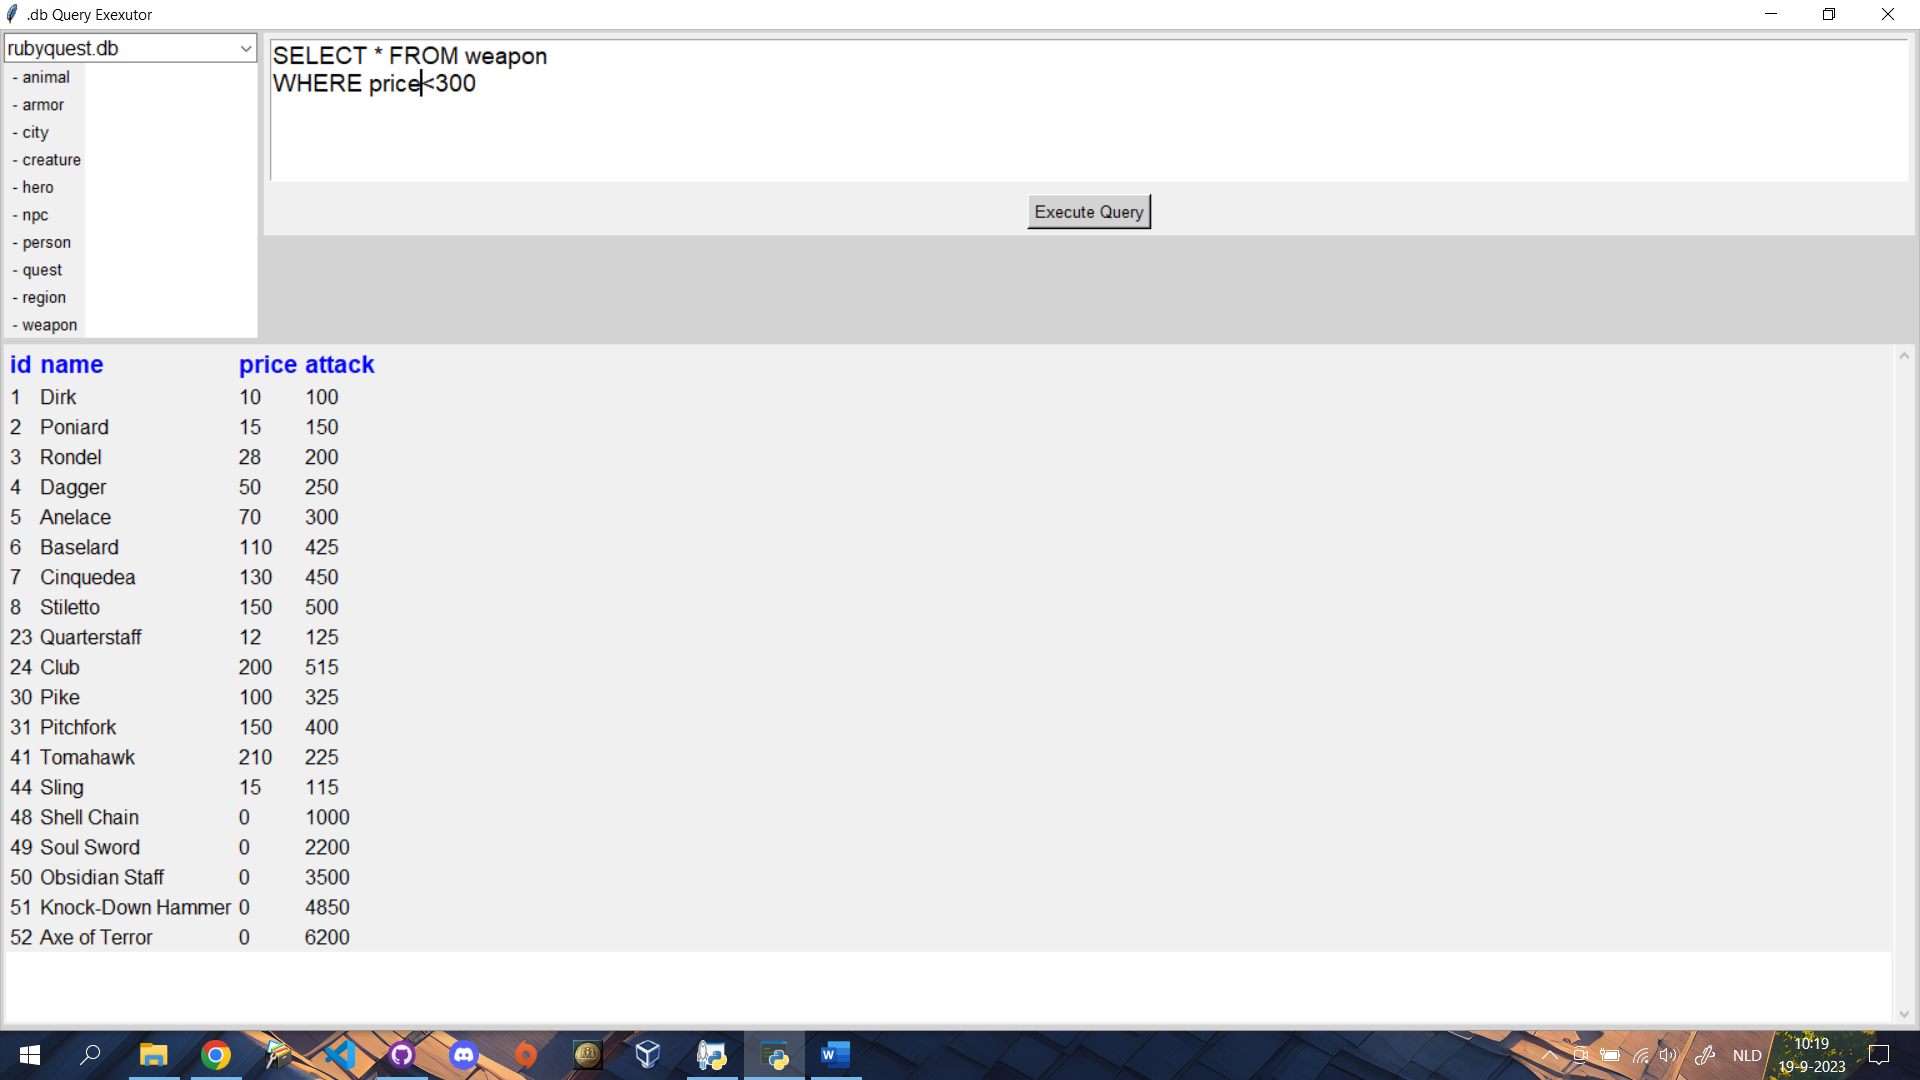 .db Query Exexutor
rubyquest.db
- animal
- armor
- city
- creature
- hero
- npc
- person
- quest
- region
- weapon
SELECT * FROM weapon
WHERE price<300
Execute Query
id name price attack
1 Dirk 10 100
2 Poniard 15 150
3 Rondel 28 200
4 Dagger 50 250
5 Anelace 70 300
6 Baselard 110 425
7 Cinquedea 130 450
8 Stiletto 150 500
23 Quarterstaff 12 125
24 Club 200 515
30 Pike 100 325
31 Pitchfork 150 400
41 Tomahawk 210 225
44 Sling 15 115
48 Shell Chain 0 1000
49 Soul Sword 0 2200
50 Obsidian Staff 0 3500
51 Knock-Down Hammer 0 4850
52 Axe of Terror 0 6200
W
NLD
10:19
19-9-2023